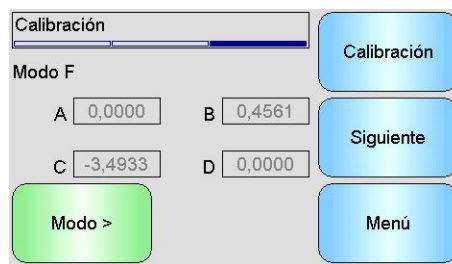 Calibración
Modo F
A 0,0000 B 0,4561
C -3,4933 D 0,0000
Modo >
Calibración
Siguiente
Menú